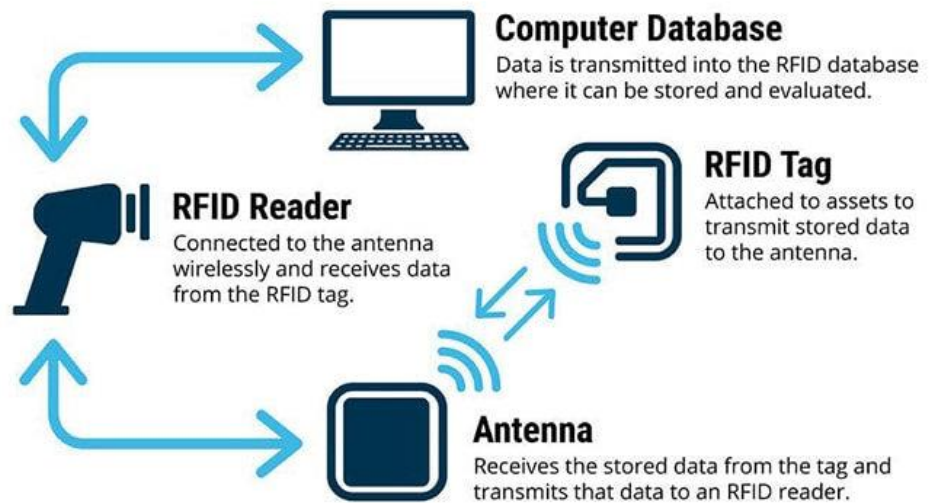 Computer Database
Data is transmitted into the RFID database
where it can be stored and evaluated.
RFID Tag
Attached to assets to
transmit stored data
to the antenna.
RFID Reader
Connected to the antenna
wirelessly and receives data
from the RFID tag.
Antenna
Receives the stored data from the tag and
transmits that data to an RFID reader.